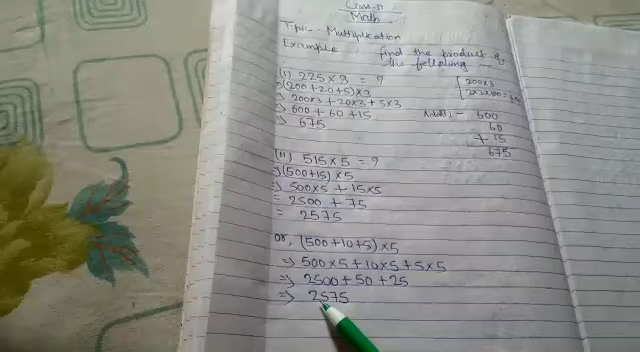 Math
Topic - Multiplication
Example find the product of
the following -
(i) 225 × 3 = ?
⇒ (200 + 20 + 5) × 3
⇒ 200×3 + 20×3 + 5×3
⇒ 600 + 60 + 15
⇒ 675
200×3
600
60
+ 15
675
(ii) 515 × 5 = ?
⇒ (500+15) × 5
⇒ 500×5 + 15×5
= 2500 + 75
= 2575
or, (500 + 10 + 5) × 5
⇒ 500×5 + 10×5 + 5×5
⇒ 2500 + 50 + 25
⇒ 2575